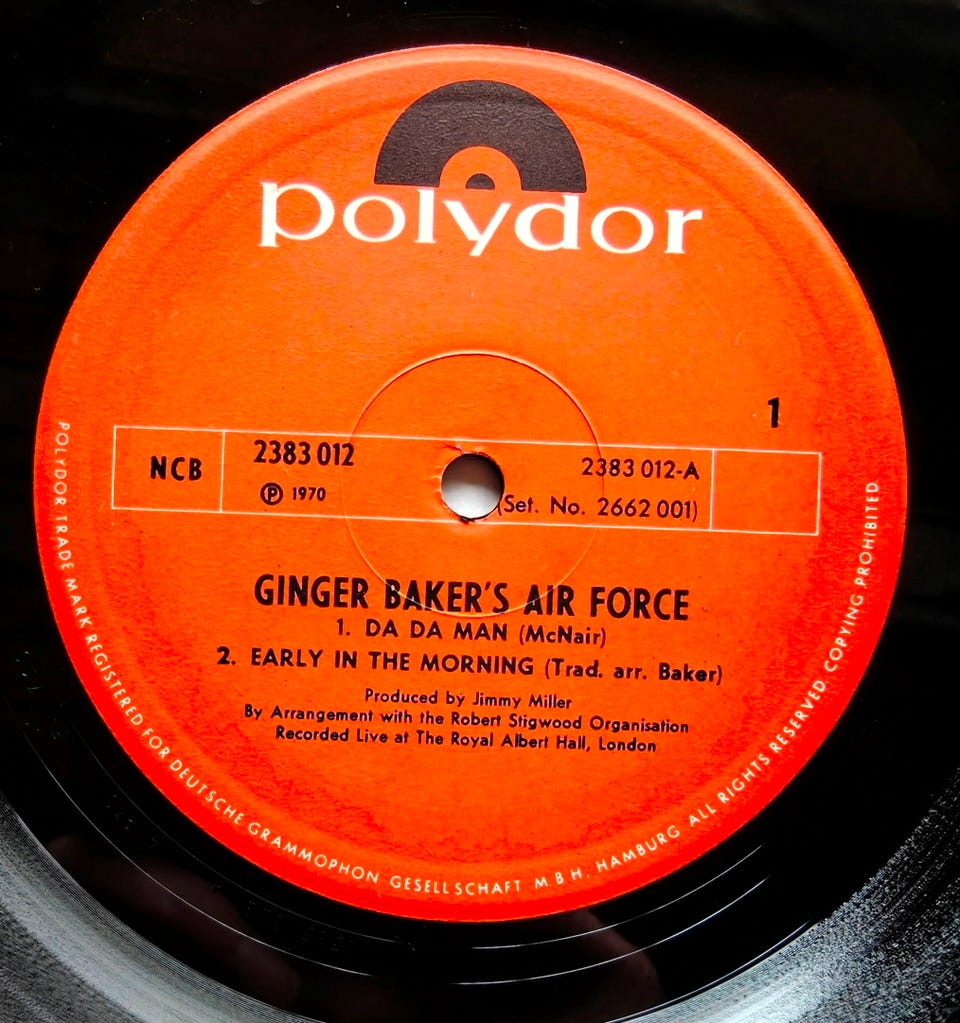 polydor
1
NCB
2383 012
℗ 1970
2383 012-A
(Set. No. 2662 001)
GINGER BAKER'S AIR FORCE
1. DA DA MAN (McNair)
2. EARLY IN THE MORNING (Trad. arr. Baker)
Produced by Jimmy Miller
By Arrangement with the Robert Stigwood Organisation
Recorded Live at The Royal Albert Hall, London
POLYDOR TRADE MARK REGISTERED FOR DEUTSCHE GRAMMOPHON GESELLSCHAFT M B H. HAMBURG ALL RIGHTS RESERVED COPYING PROHIBITED